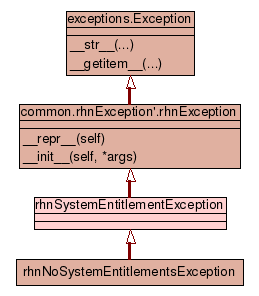 exceptions.Exception
__str__(...)
__getitem__(...)
common.rhnException'.rhnException
__repr__(self)
__init__(self, *args)
rhnSystemEntitlementException
rhnNoSystemEntitlementsException